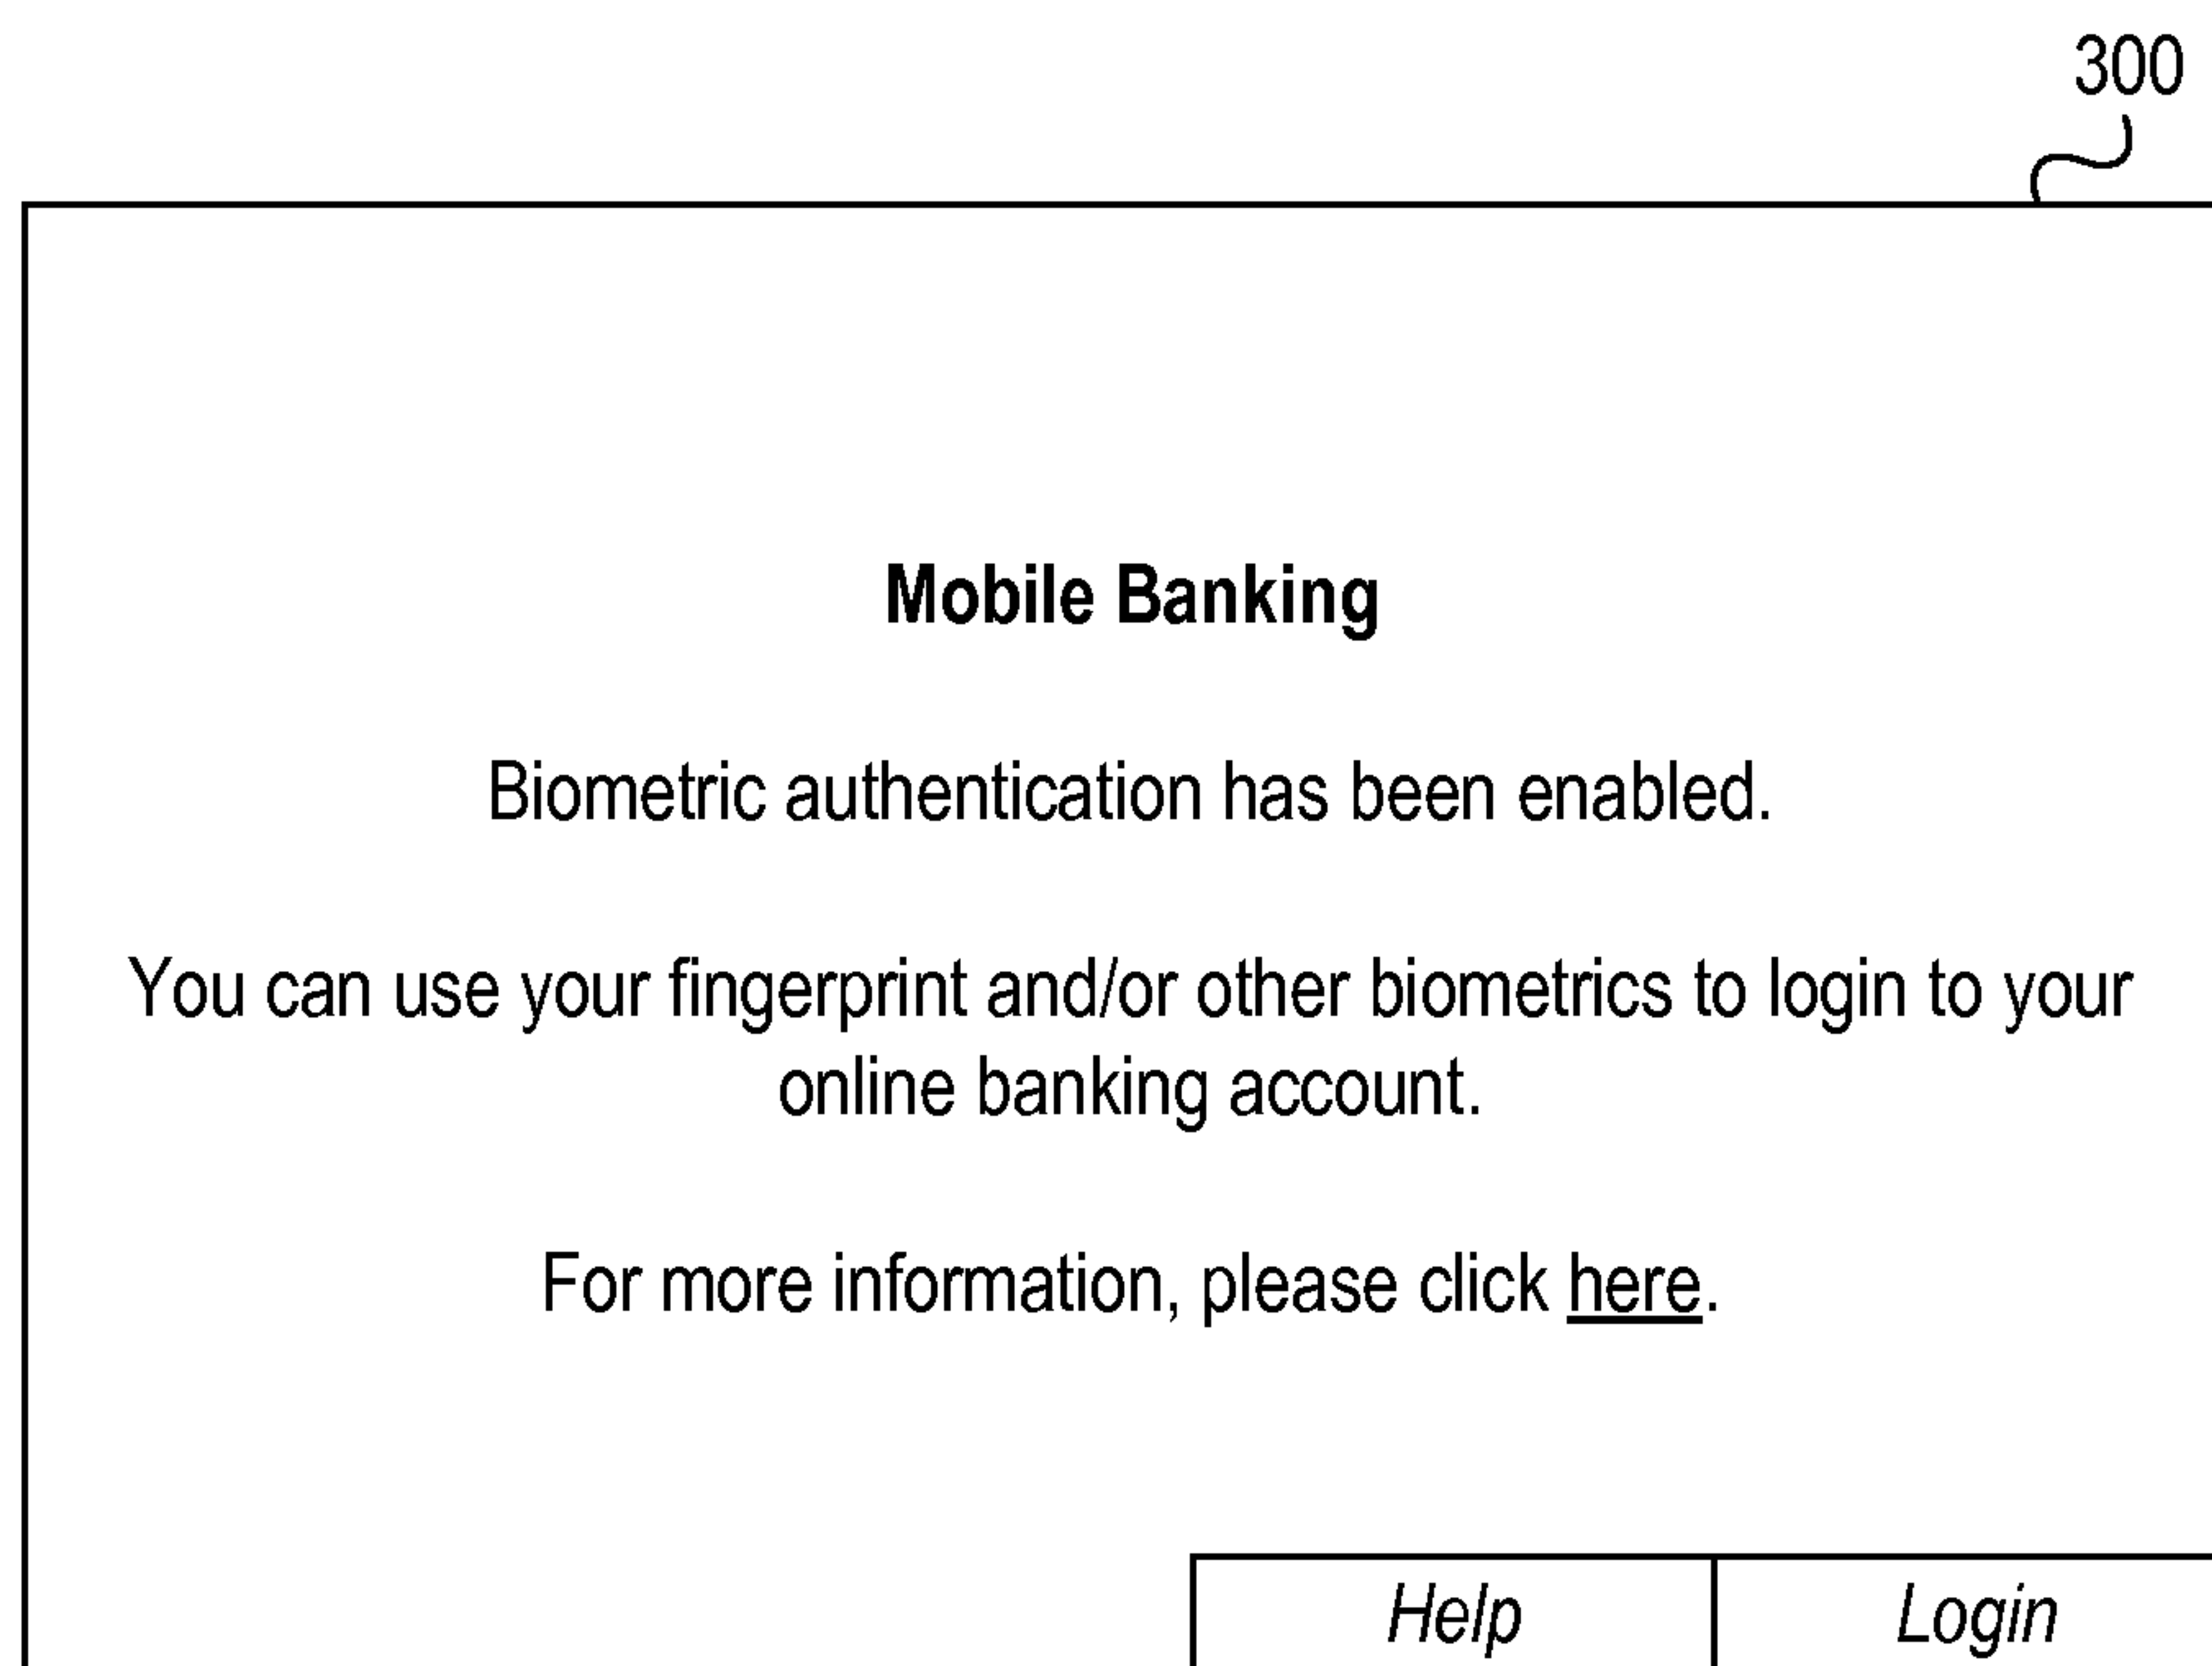 300
Mobile Banking
Biometric authentication has been enabled.
You can use your fingerprint and/or other biometrics to login to your
online banking account.
For more information, please click here.
Help Login